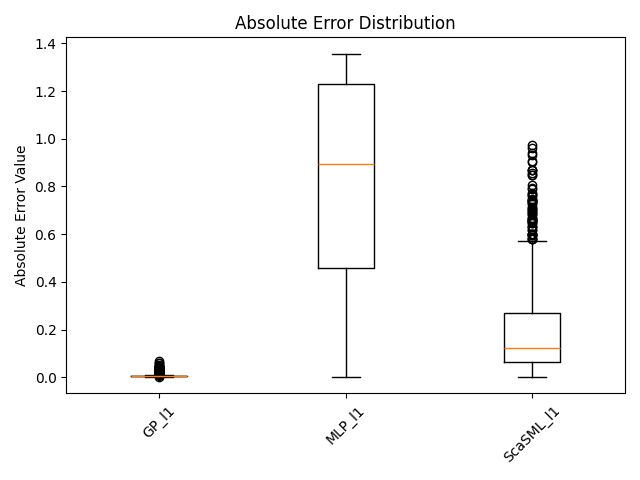 Absolute Error Distribution
Absolute Error Value
1.4
1.2
1.0
0.8
0.6
0.4
0.2
0.0
GP_l1
MLP_l1
ScaSML_l1